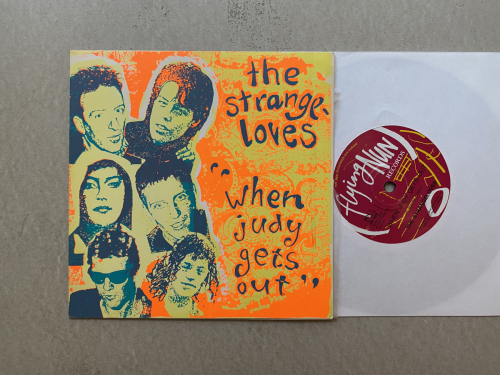 the
strange-
loves
"when
judy
gets
out"
flying
NUN
RECORDS